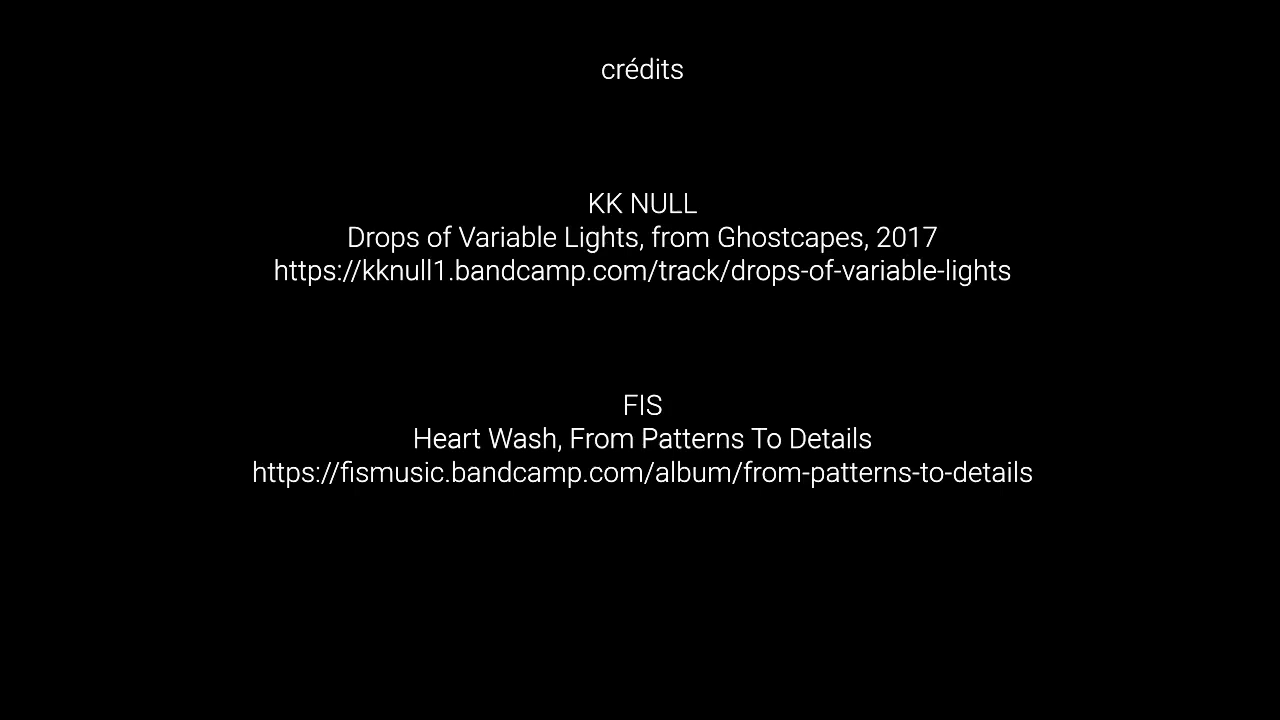 crédits
KK NULL
Drops of Variable Lights, from Ghostcapes, 2017
https://kknull1.bandcamp.com/track/drops-of-variable-lights
FIS
Heart Wash, From Patterns To Details
https://fismusic.bandcamp.com/album/from-patterns-to-details